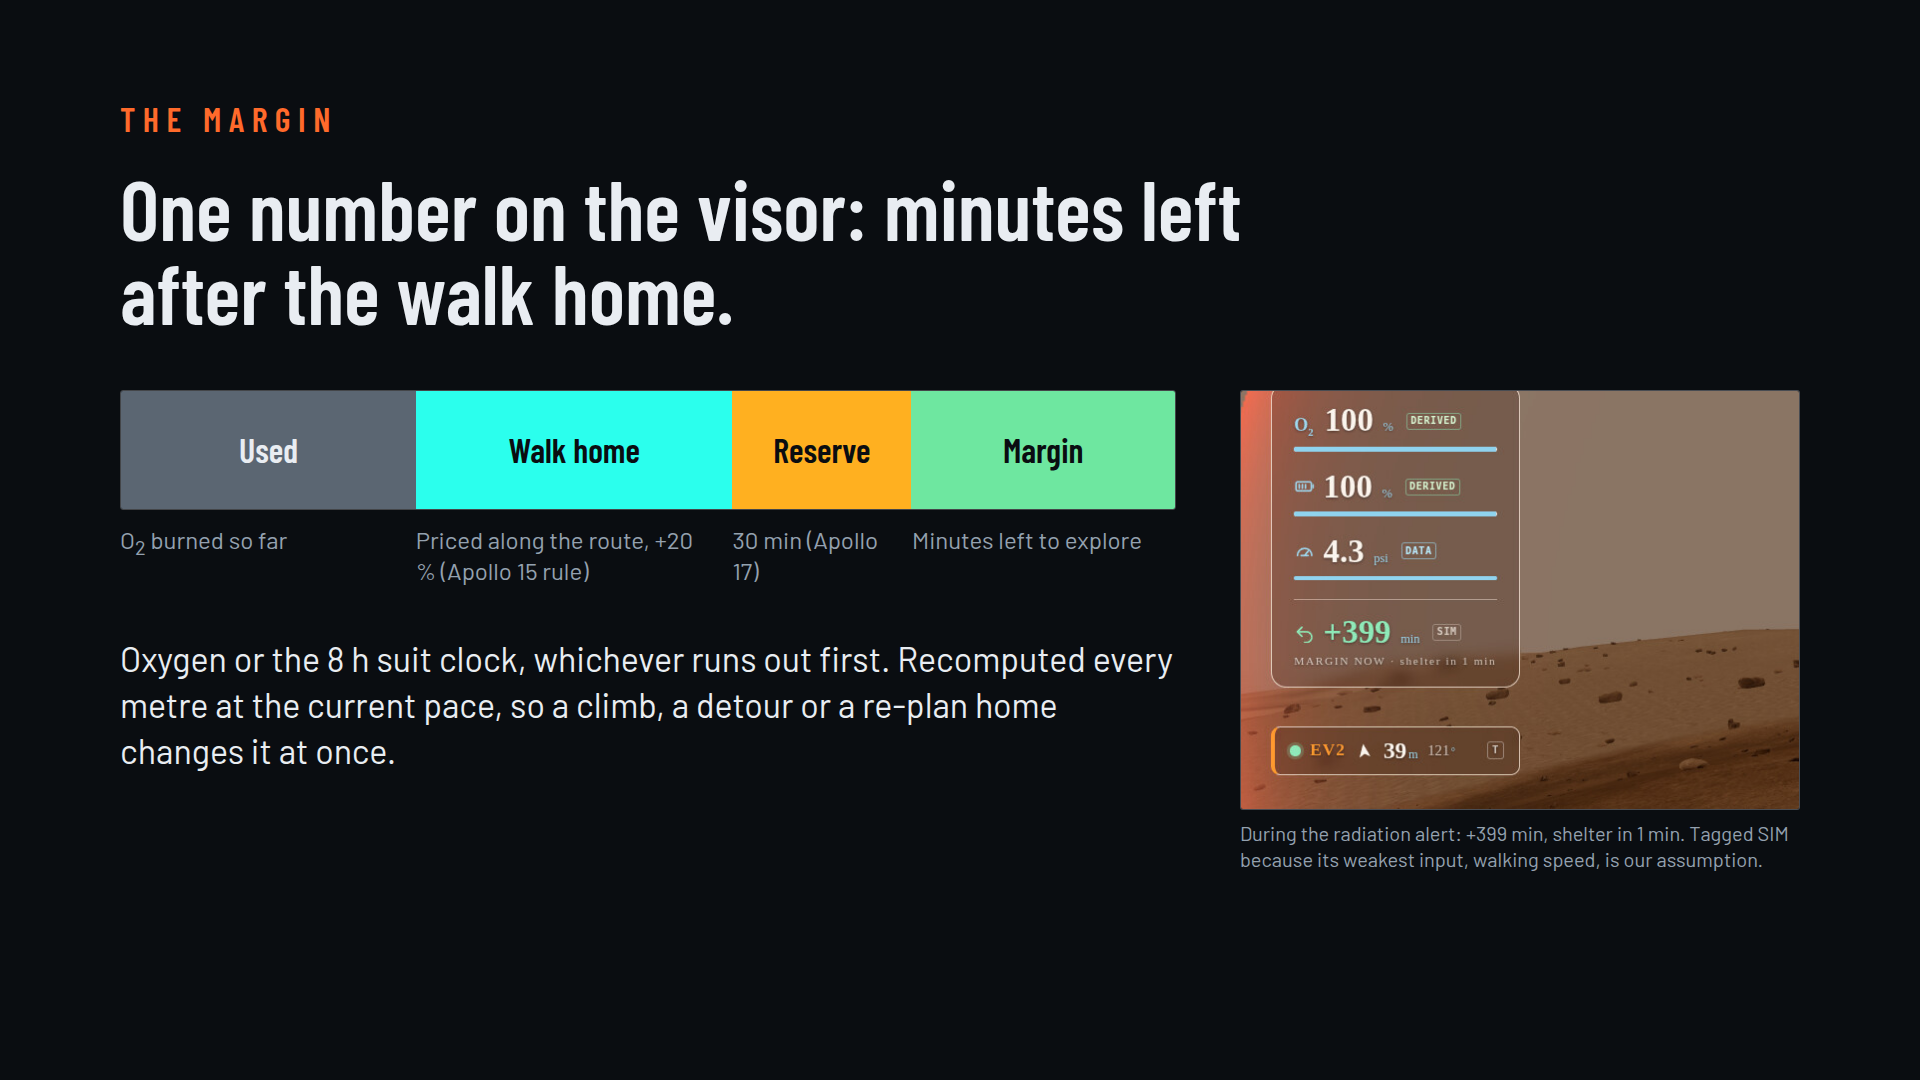 THE MARGIN
One number on the visor: minutes left
after the walk home.
Used
Walk home
Reserve
Margin
O₂ burned so far
Priced along the route, +20
% (Apollo 15 rule)
30 min (Apollo
17)
Minutes left to explore
Oxygen or the 8 h suit clock, whichever runs out first. Recomputed every
metre at the current pace, so a climb, a detour or a re-plan home
changes it at once.
O₂ 100 % DERIVED
100 % DERIVED
4.3 psi DATA
+399 min SIM
MARGIN NOW · shelter in 1 min
EV2 39 m 121° T
During the radiation alert: +399 min, shelter in 1 min. Tagged SIM
because its weakest input, walking speed, is our assumption.